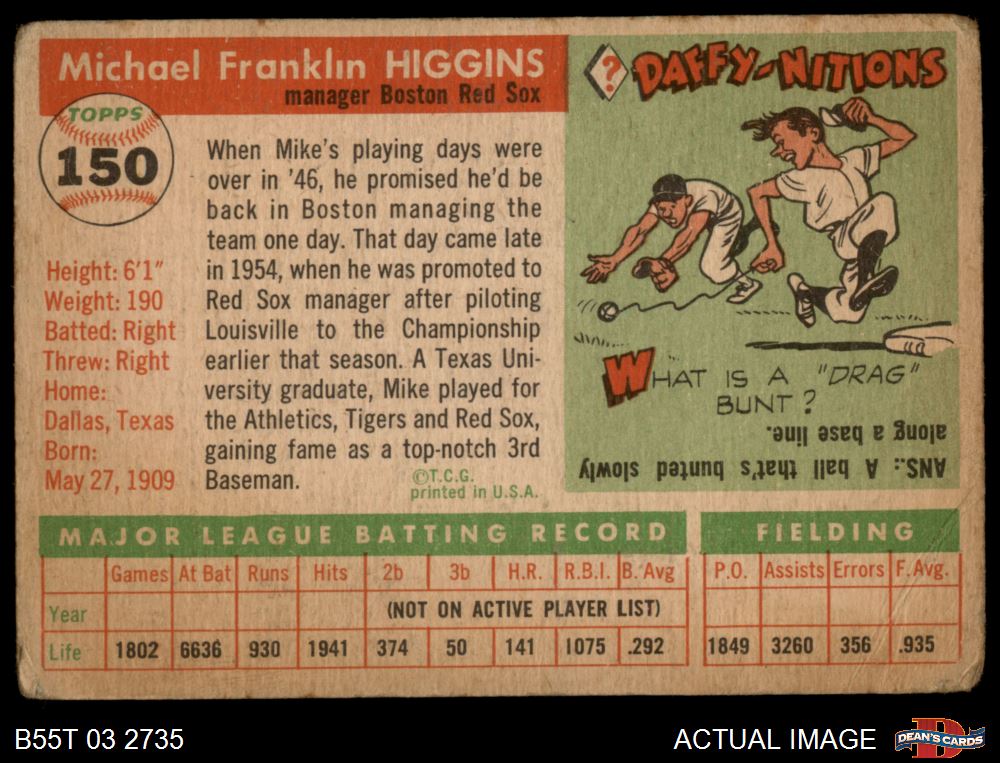 Michael Franklin HIGGINS
manager Boston Red Sox
TOPPS
150
When Mike's playing days were
over in '46, he promised he'd be
back in Boston managing the
team one day. That day came late
in 1954, when he was promoted to
Red Sox manager after piloting
Louisville to the Championship
earlier that season. A Texas Uni-
versity graduate, Mike played for
the Athletics, Tigers and Red Sox,
gaining fame as a top-notch 3rd
Baseman.
©T.C.G.
printed in U.S.A.
Height: 6'1"
Weight: 190
Batted: Right
Threw: Right
Home:
Dallas, Texas
Born:
May 27, 1909
?
DAFFY-NITIONS
WHAT IS A "DRAG"
BUNT?
ANS.: A ball that's bunted slowly
along a base line.
MAJOR LEAGUE BATTING RECORD
Games At Bat Runs Hits 2b 3b H.R. R.B.I. B. Avg
Year (NOT ON ACTIVE PLAYER LIST)
Life 1802 6636 930 1941 374 50 141 1075 .292
FIELDING
P.O. Assists Errors F.Avg.
1849 3260 356 .935
B55T 03 2735
ACTUAL IMAGE
DEAN'S CARDS